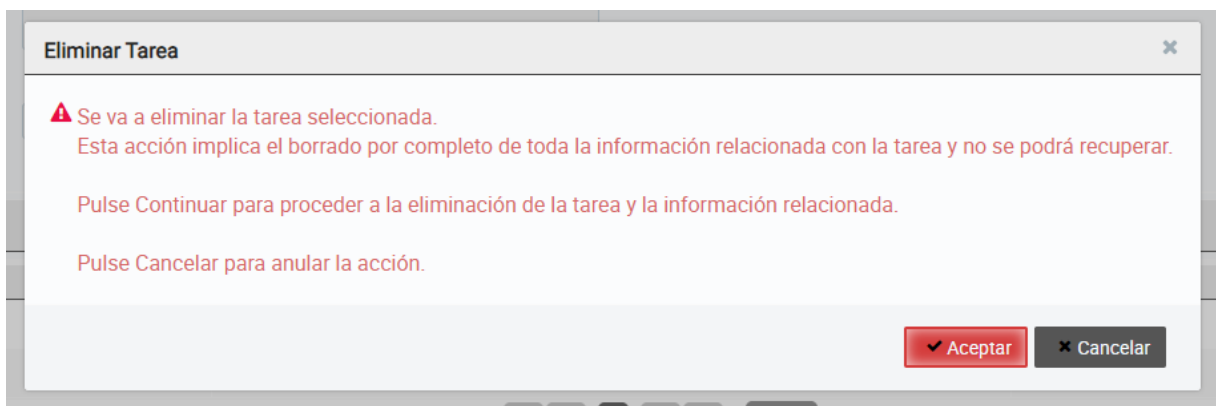 Eliminar Tarea
Se va a eliminar la tarea seleccionada.
Esta acción implica el borrado por completo de toda la información relacionada con la tarea y no se podrá recuperar.
Pulse Continuar para proceder a la eliminación de la tarea y la información relacionada.
Pulse Cancelar para anular la acción.
Aceptar Cancelar